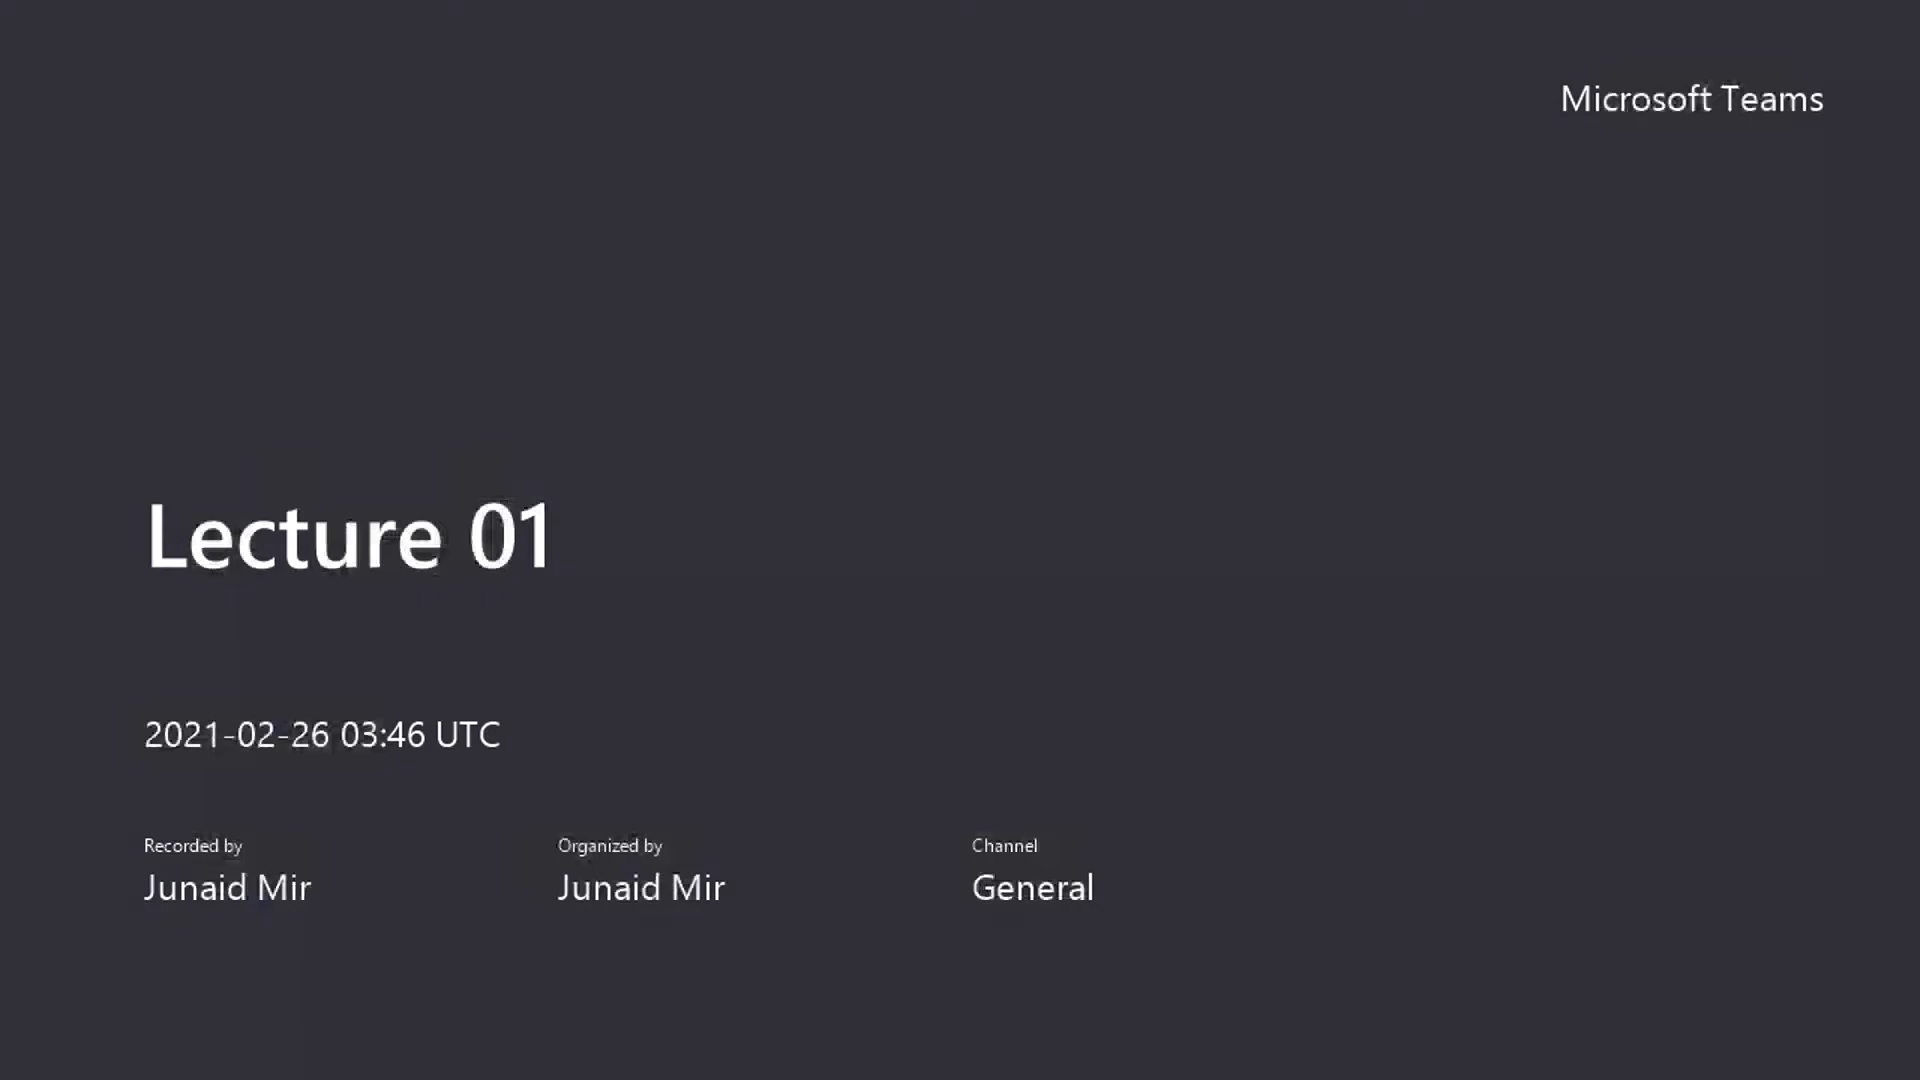 Microsoft Teams
Lecture 01
2021-02-26 03:46 UTC
Recorded by
Junaid Mir
Organized by
Junaid Mir
Channel
General